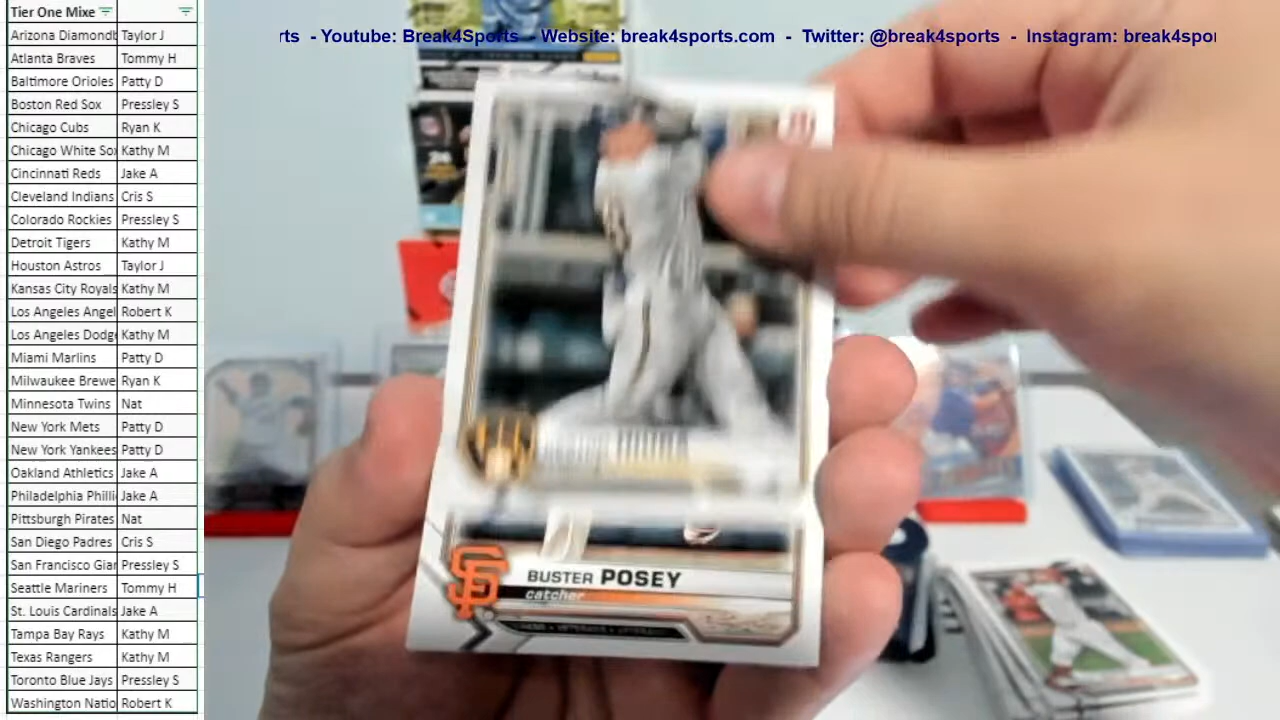 Tier One Mixe
Arizona Diamondb Taylor J
Atlanta Braves Tommy H
Baltimore Orioles Patty D
Boston Red Sox Pressley S
Chicago Cubs Ryan K
Chicago White Sox Kathy M
Cincinnati Reds Jake A
Cleveland Indians Cris S
Colorado Rockies Pressley S
Detroit Tigers Kathy M
Houston Astros Taylor J
Kansas City Royals Kathy M
Los Angeles Angel Robert K
Los Angeles Dodge Kathy M
Miami Marlins Patty D
Milwaukee Brewe Ryan K
Minnesota Twins Nat
New York Mets Patty D
New York Yankees Patty D
Oakland Athletics Jake A
Philadelphia Philli Jake A
Pittsburgh Pirates Nat
San Diego Padres Cris S
San Francisco Gian Pressley S
Seattle Mariners Tommy H
St. Louis Cardinals Jake A
Tampa Bay Rays Kathy M
Texas Rangers Kathy M
Toronto Blue Jays Pressley S
Washington Natio Robert K
rts - Youtube: Break4Sports - Website: break4sports.com - Twitter: @break4sports - Instagram: break4spor
SF BUSTER POSEY
catcher